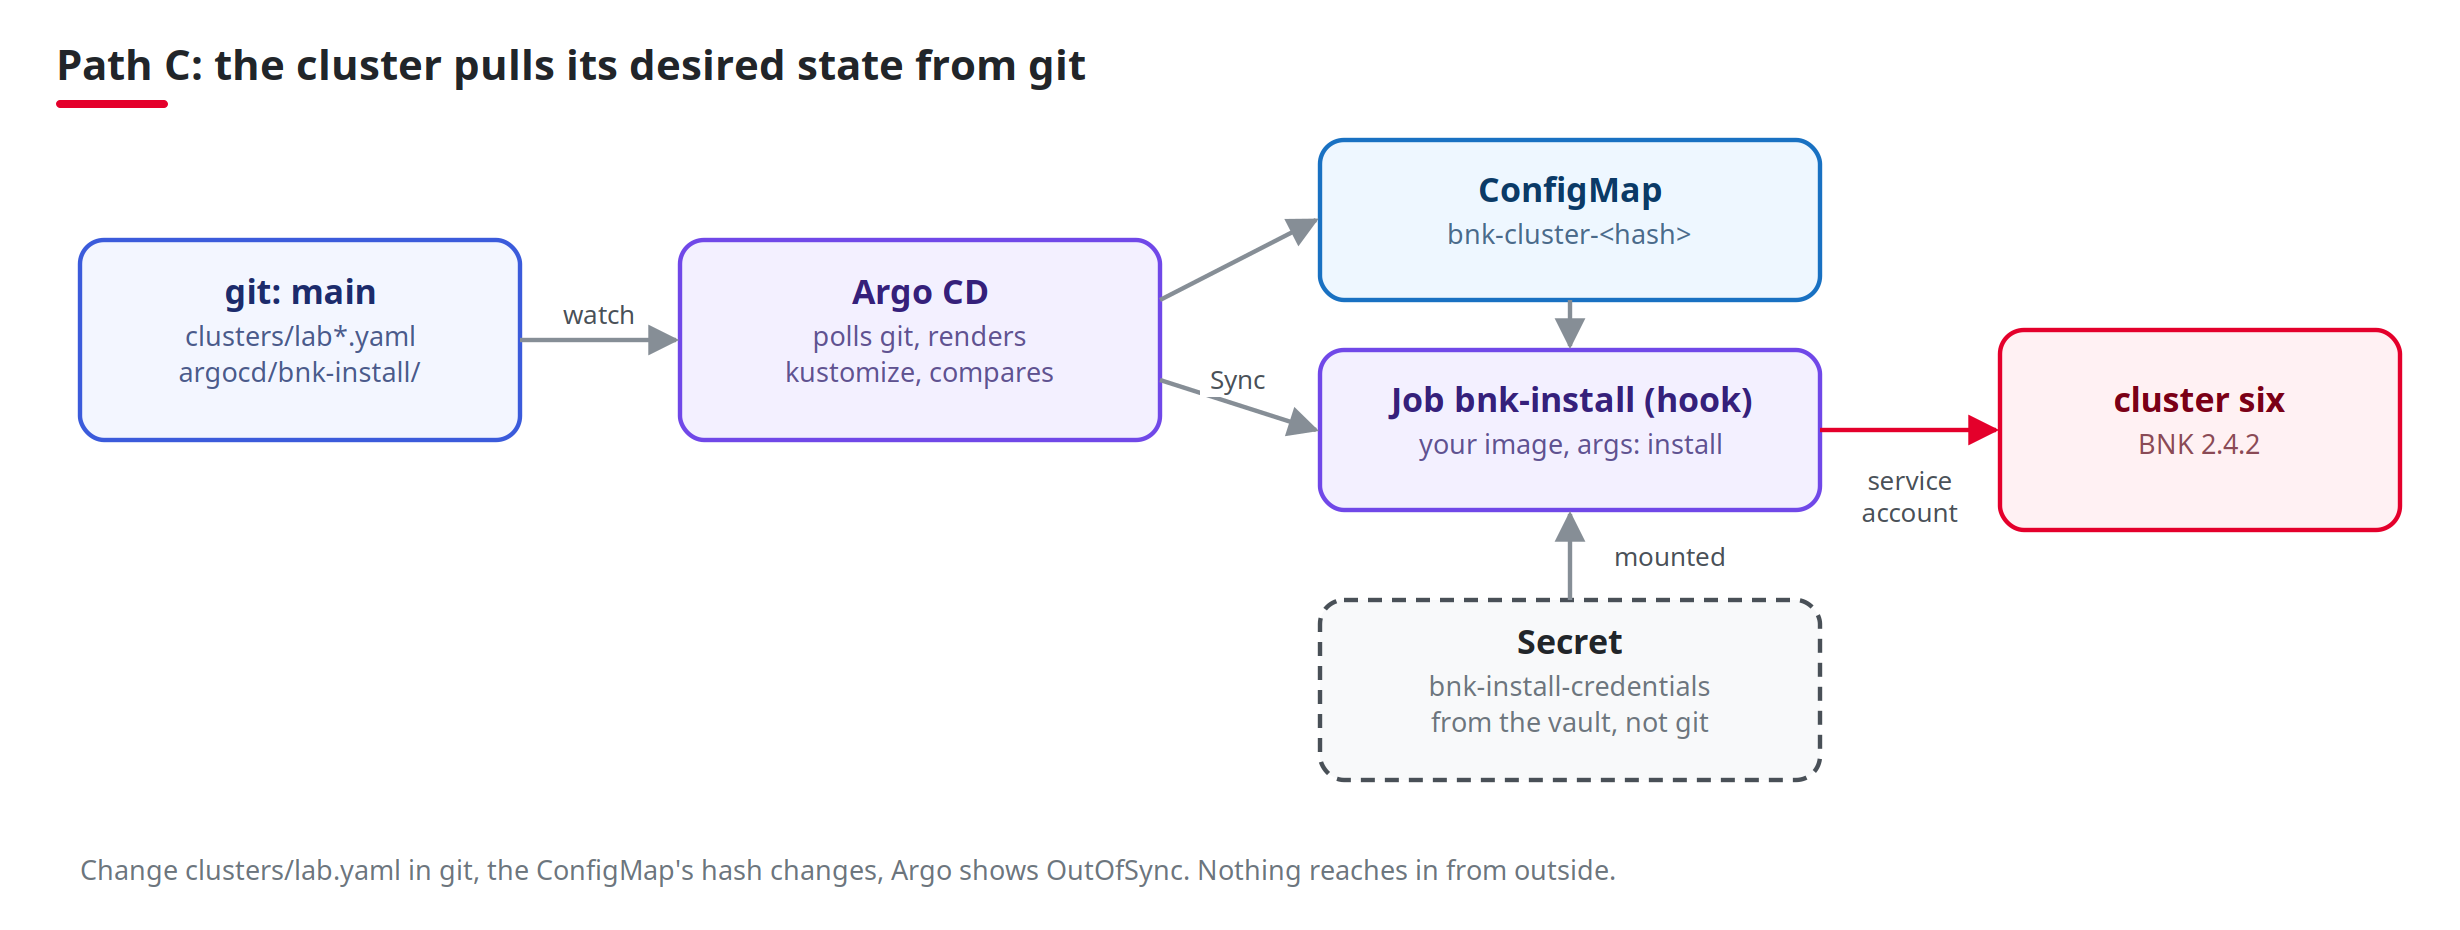 Path C: the cluster pulls its desired state from git
git: main
clusters/lab*.yaml
argocd/bnk-install/
watch
Argo CD
polls git, renders
kustomize, compares
Sync
ConfigMap
bnk-cluster-<hash>
Job bnk-install (hook)
your image, args: install
mounted
Secret
bnk-install-credentials
from the vault, not git
service
account
cluster six
BNK 2.4.2
Change clusters/lab.yaml in git, the ConfigMap's hash changes, Argo shows OutOfSync. Nothing reaches in from outside.